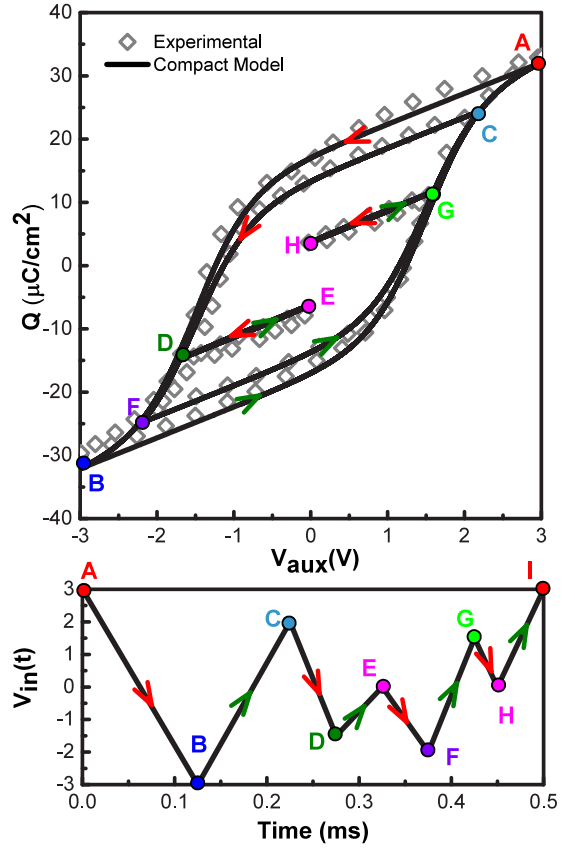 40
30
20
10
0
-10
-20
-30
-40
Q (μC/cm²)
Experimental
Compact Model
A
C
G
H
E
D
F
B
-3 -2 -1 0 1 2 3
V_aux(V)
A
I
C
G
E
H
D
F
B
3
2
1
0
-1
-2
-3
V_in(t)
0.0 0.1 0.2 0.3 0.4 0.5
Time (ms)